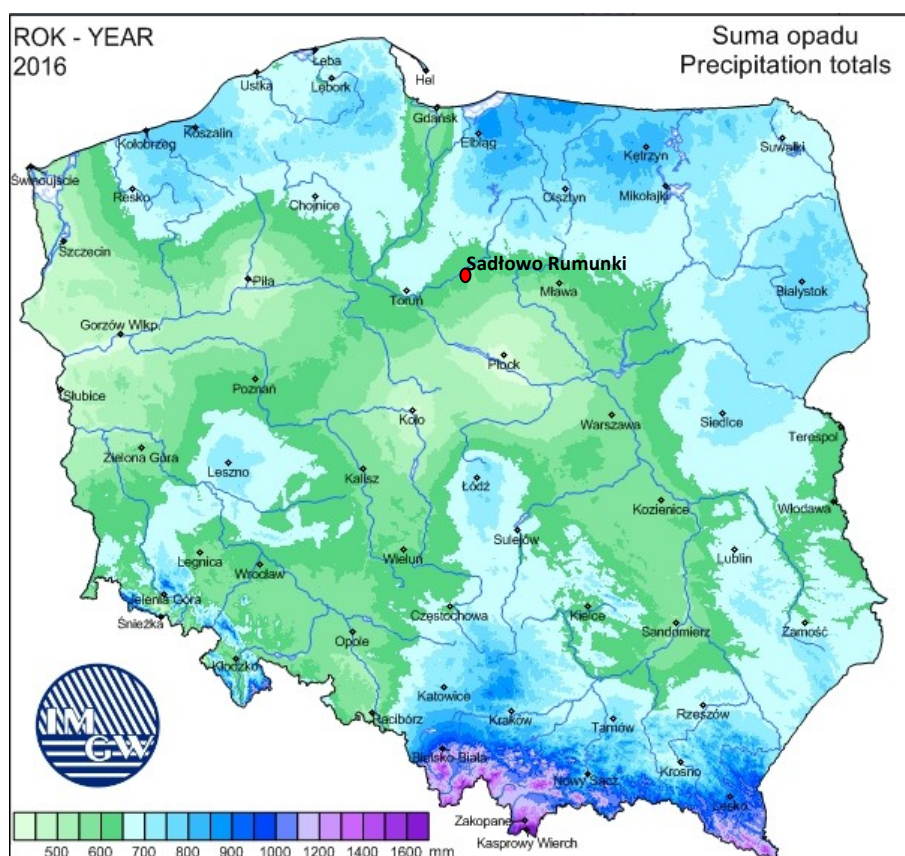 ROK - YEAR
2016
Suma opadu
Precipitation totals
Łeba
Hel
Ustka
Lębork
Gdańsk
Koszalin
Kołobrzeg
Elbląg
Suwałki
Kętrzyn
Świnoujście
Resko
Chojnice
Olsztyn
Mikołajki
Szczecin
Sadłowo Rumunki
Piła
Toruń
Mława
Białystok
Gorzów Wlkp.
Płock
Słubice
Poznań
Koło
Warszawa
Siedlce
Terespol
Zielona Góra
Leszno
Kalisz
Łódź
Kozienice
Włodawa
Sulejów
Legnica
Wrocław
Wieluń
Lublin
Jelenia Góra
Śnieżka
Częstochowa
Kielce
Opole
Sandomierz
Zamość
Kłodzko
Katowice
Racibórz
Kraków
Tarnów
Rzeszów
Bielsko-Biała
Nowy Sącz
Krosno
Lesko
Zakopane
Kasprowy Wierch
IM
GW
500 600 700 800 900 1000 1200 1400 1600 mm